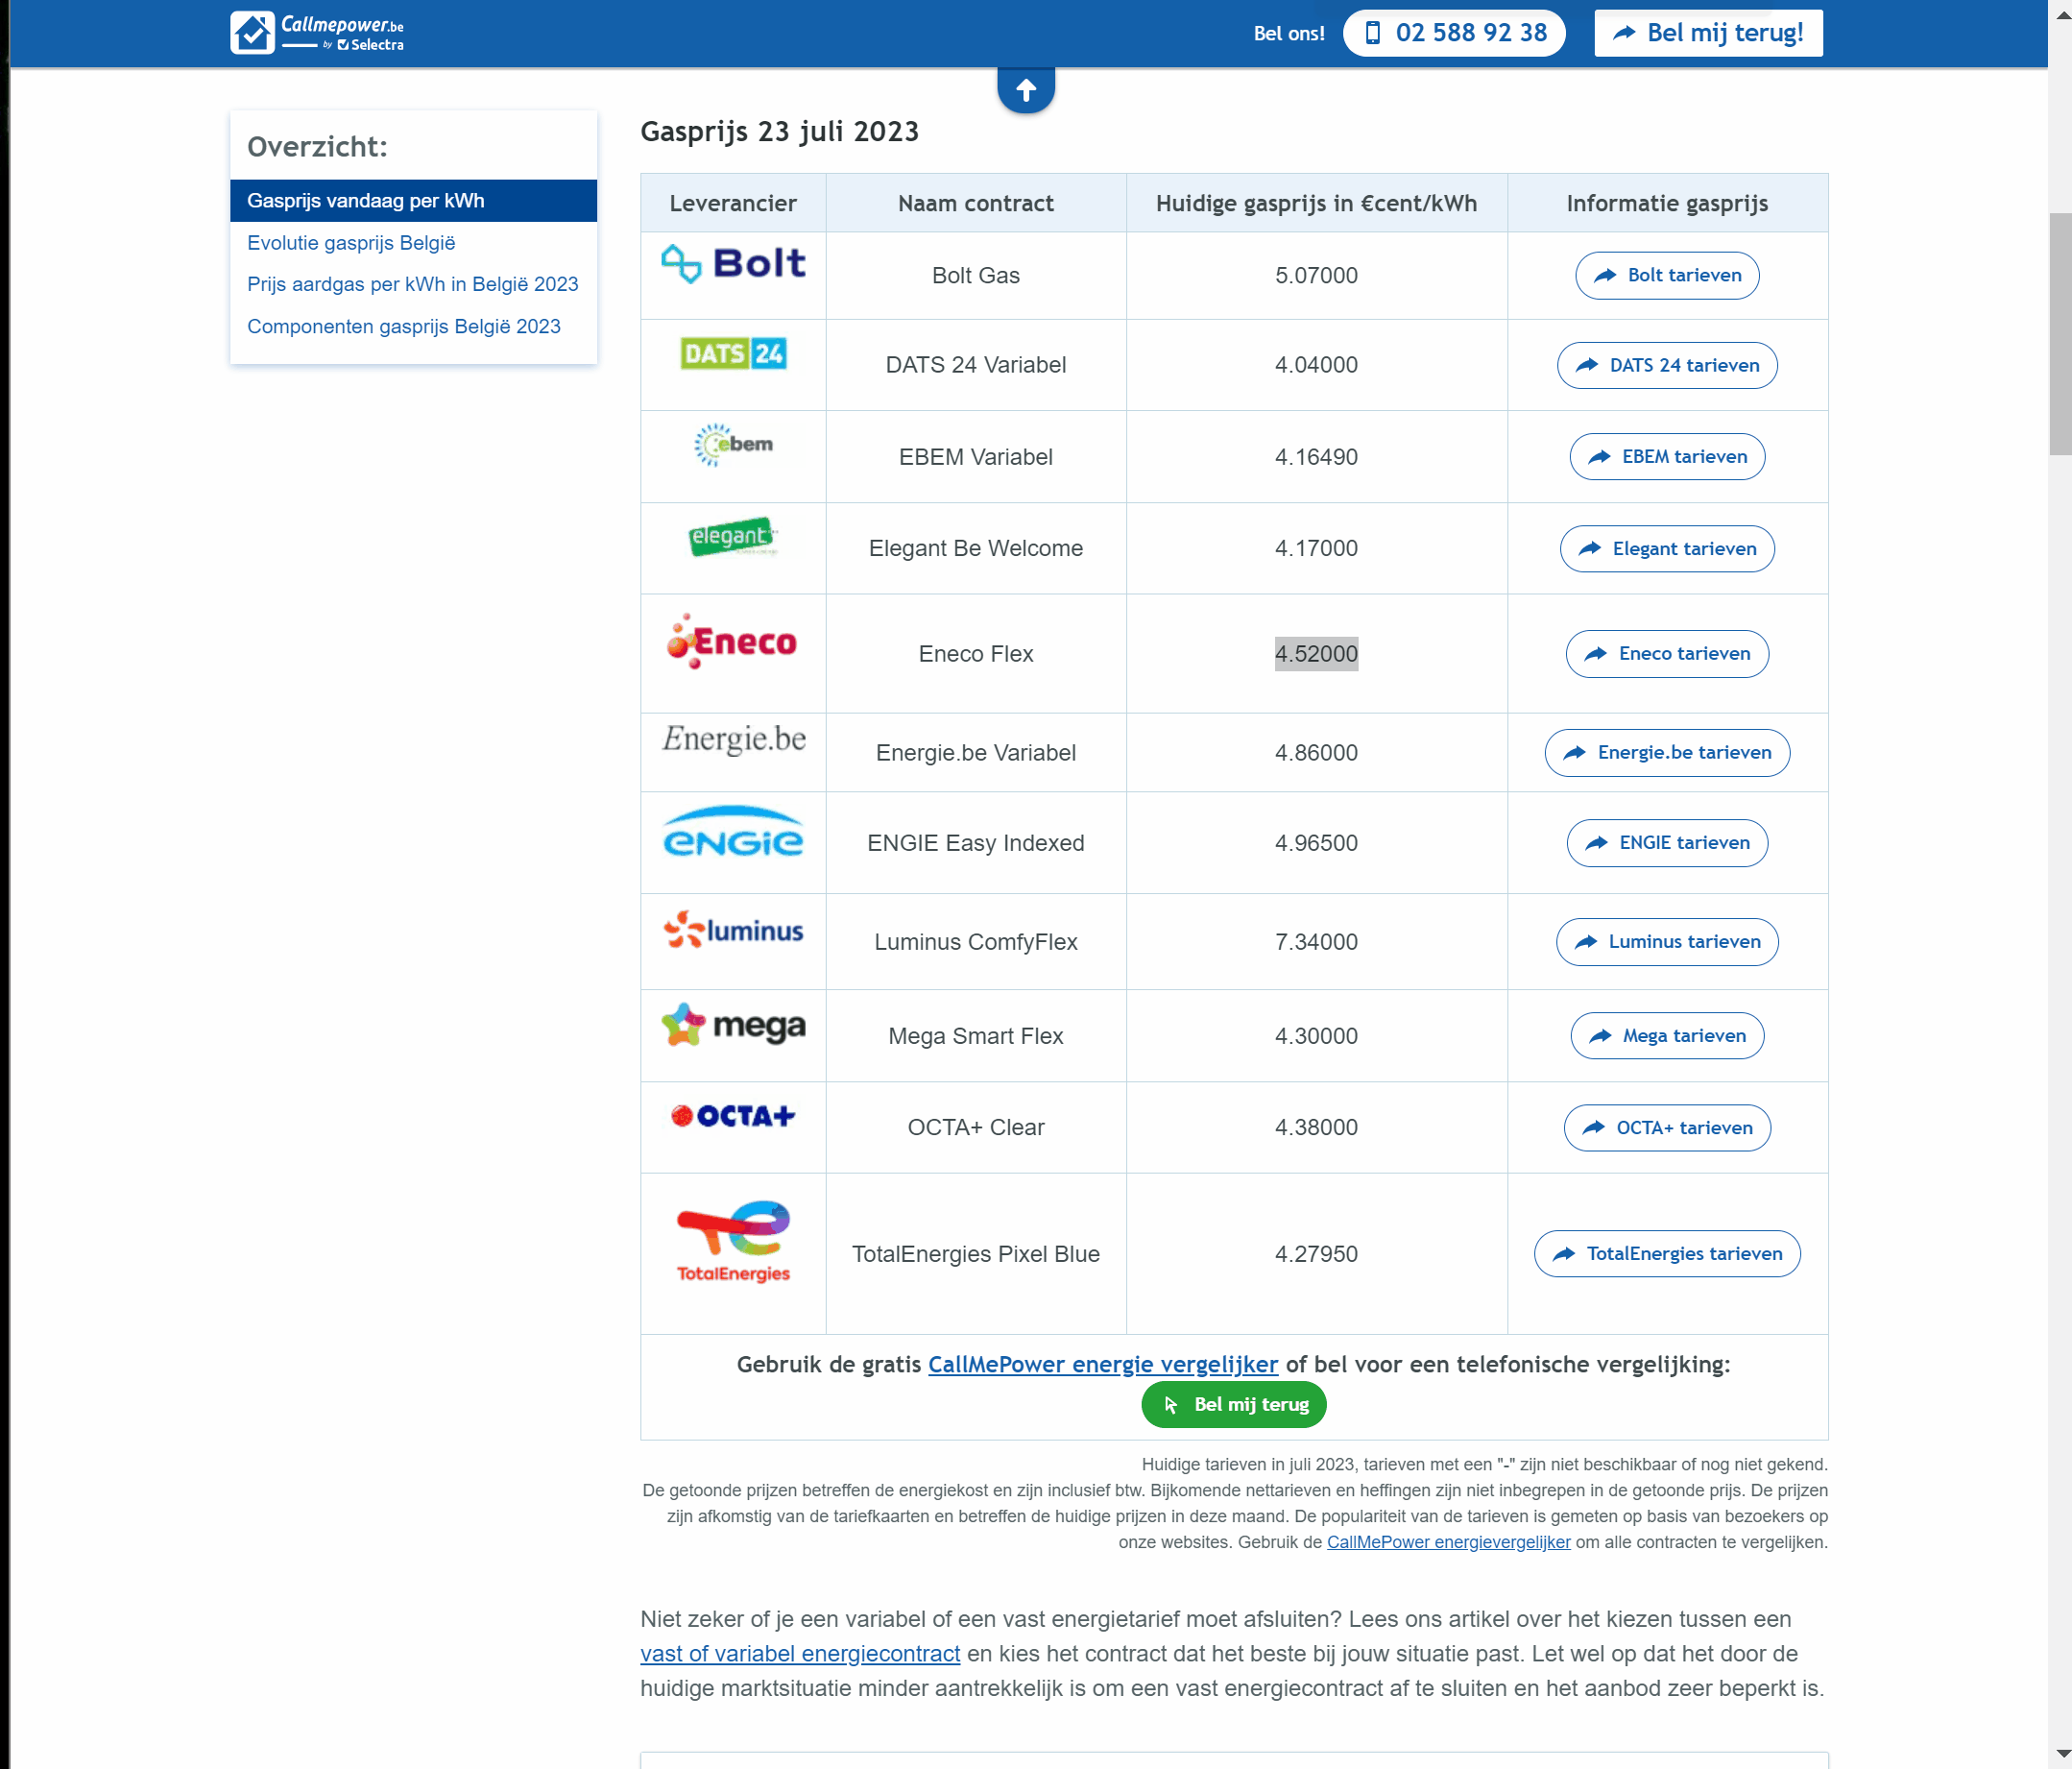 Callmepower.be
by Selectra
Bel ons!
02 588 92 38
Bel mij terug!
Overzicht:
Gasprijs vandaag per kWh
Evolutie gasprijs België
Prijs aardgas per kWh in België 2023
Componenten gasprijs België 2023
Gasprijs 23 juli 2023
Leverancier Naam contract Huidige gasprijs in €cent/kWh Informatie gasprijs
Bolt Bolt Gas 5.07000 Bolt tarieven
DATS 24 DATS 24 Variabel 4.04000 DATS 24 tarieven
ebem EBEM Variabel 4.16490 EBEM tarieven
elegant Elegant Be Welcome 4.17000 Elegant tarieven
Eneco Eneco Flex 4.52000 Eneco tarieven
Energie.be Energie.be Variabel 4.86000 Energie.be tarieven
ENGIE ENGIE Easy Indexed 4.96500 ENGIE tarieven
luminus Luminus ComfyFlex 7.34000 Luminus tarieven
mega Mega Smart Flex 4.30000 Mega tarieven
OCTA+ OCTA+ Clear 4.38000 OCTA+ tarieven
TotalEnergies TotalEnergies Pixel Blue 4.27950 TotalEnergies tarieven
Gebruik de gratis CallMePower energie vergelijker of bel voor een telefonische vergelijking:
Bel mij terug
Huidige tarieven in juli 2023, tarieven met een "-" zijn niet beschikbaar of nog niet gekend.
De getoonde prijzen betreffen de energiekost en zijn inclusief btw. Bijkomende nettarieven en heffingen zijn niet inbegrepen in de getoonde prijs. De prijzen
zijn afkomstig van de tariefkaarten en betreffen de huidige prijzen in deze maand. De populariteit van de tarieven is gemeten op basis van bezoekers op
onze websites. Gebruik de CallMePower energievergelijker om alle contracten te vergelijken.
Niet zeker of je een variabel of een vast energietarief moet afsluiten? Lees ons artikel over het kiezen tussen een
vast of variabel energiecontract en kies het contract dat het beste bij jouw situatie past. Let wel op dat het door de
huidige marktsituatie minder aantrekkelijk is om een vast energiecontract af te sluiten en het aanbod zeer beperkt is.